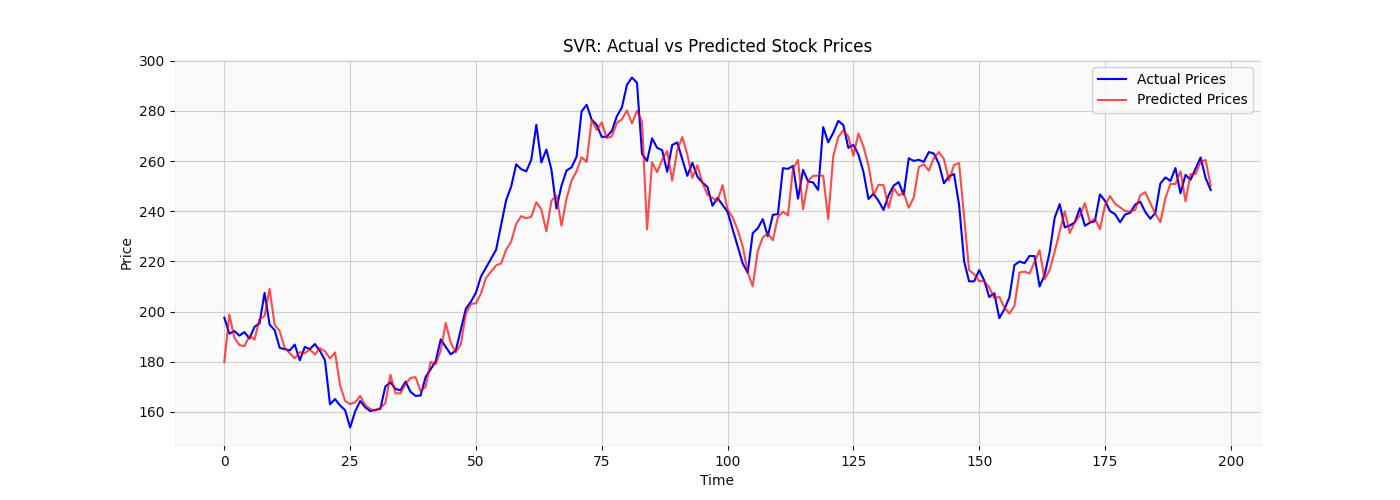 SVR: Actual vs Predicted Stock Prices
Actual Prices
Predicted Prices
Price
300
280
260
240
220
200
180
160
0 25 50 75 100 125 150 175 200
Time